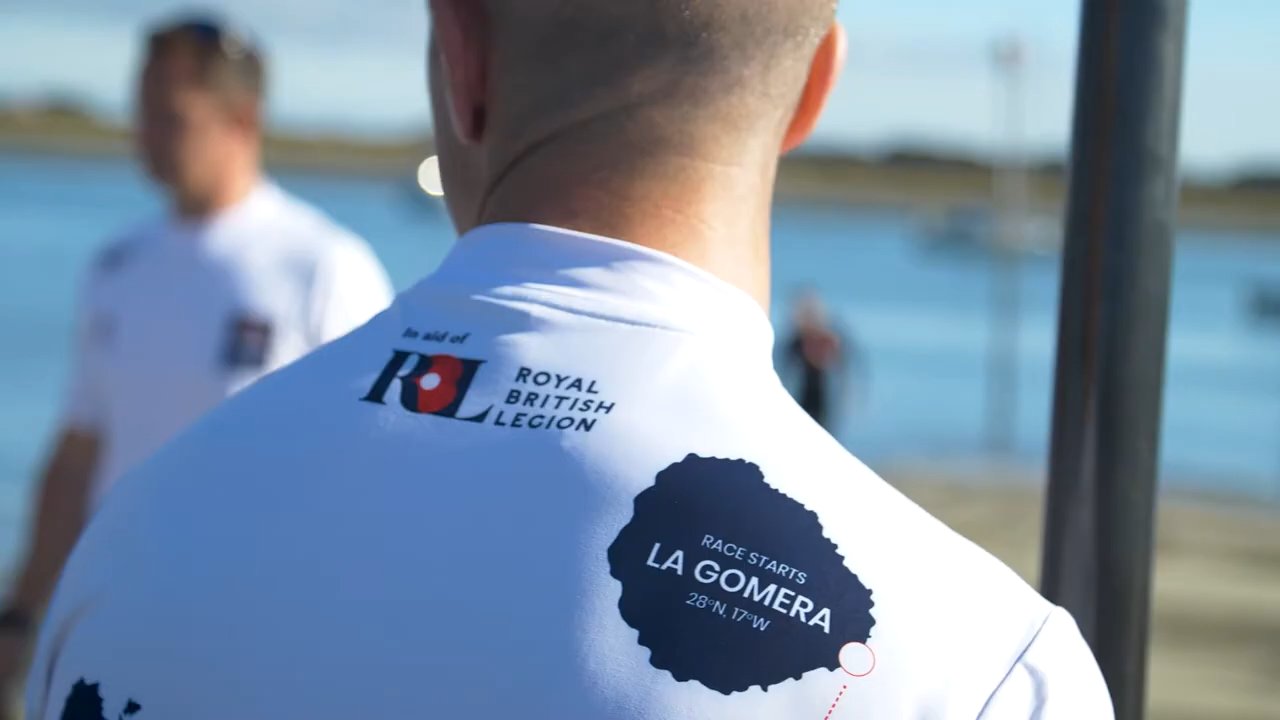 In aid of
RBL
ROYAL
BRITISH
LEGION
RACE STARTS
LA GOMERA
28°N, 17°W